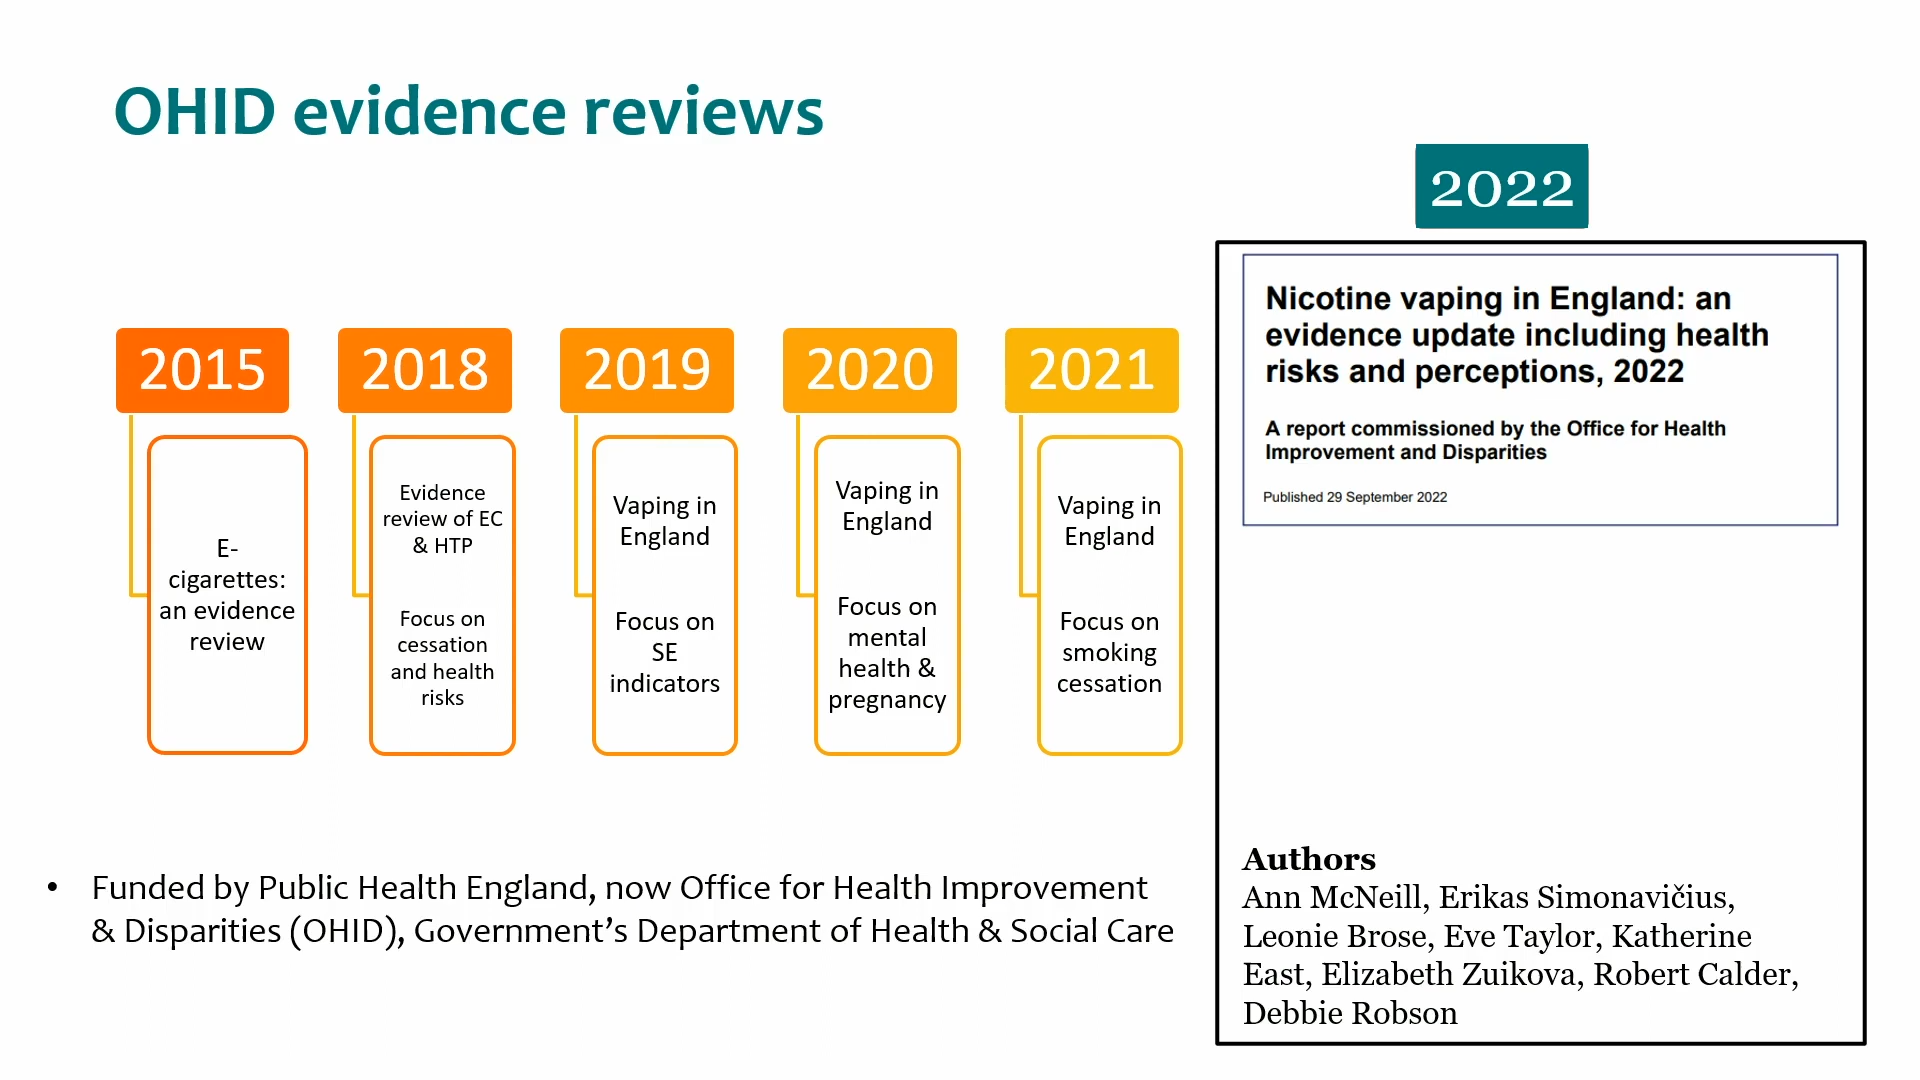 OHID evidence reviews
2015
E-
cigarettes:
an evidence
review
2018
Evidence
review of EC
& HTP
Focus on
cessation
and health
risks
2019
Vaping in
England
Focus on
SE
indicators
2020
Vaping in
England
Focus on
mental
health &
pregnancy
2021
Vaping in
England
Focus on
smoking
cessation
2022
Nicotine vaping in England: an
evidence update including health
risks and perceptions, 2022
A report commissioned by the Office for Health
Improvement and Disparities
Published 29 September 2022
Authors
Ann McNeill, Erikas Simonavičius,
Leonie Brose, Eve Taylor, Katherine
East, Elizabeth Zuikova, Robert Calder,
Debbie Robson
• Funded by Public Health England, now Office for Health Improvement
& Disparities (OHID), Government’s Department of Health & Social Care